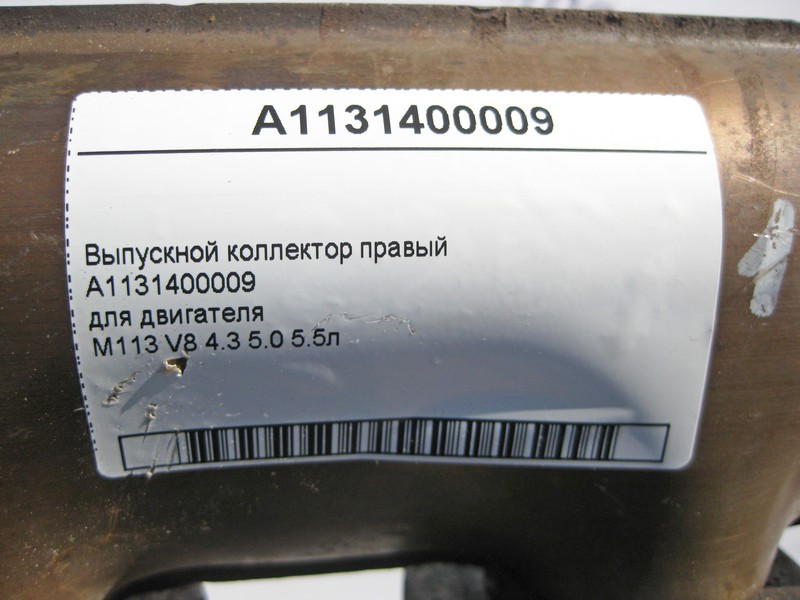 A1131400009
Выпускной коллектор правый
A1131400009
для двигателя
M113 V8 4.3 5.0 5.5л